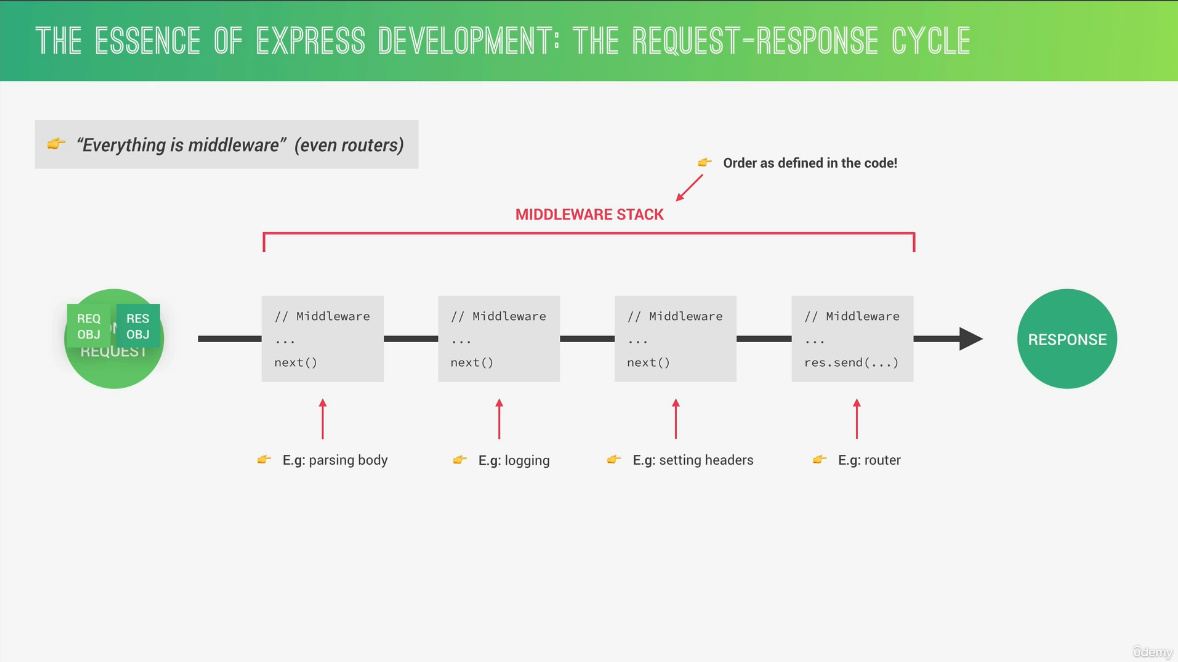 THE ESSENCE OF EXPRESS DEVELOPMENT: THE REQUEST-RESPONSE CYCLE
👉 “Everything is middleware” (even routers)
👉 Order as defined in the code!
MIDDLEWARE STACK
REQ
OBJ
RES
OBJ
REQUEST
// Middleware
...
next()
// Middleware
...
next()
// Middleware
...
next()
// Middleware
...
res.send(...)
RESPONSE
👉 E.g: parsing body
👉 E.g: logging
👉 E.g: setting headers
👉 E.g: router
ûdemy